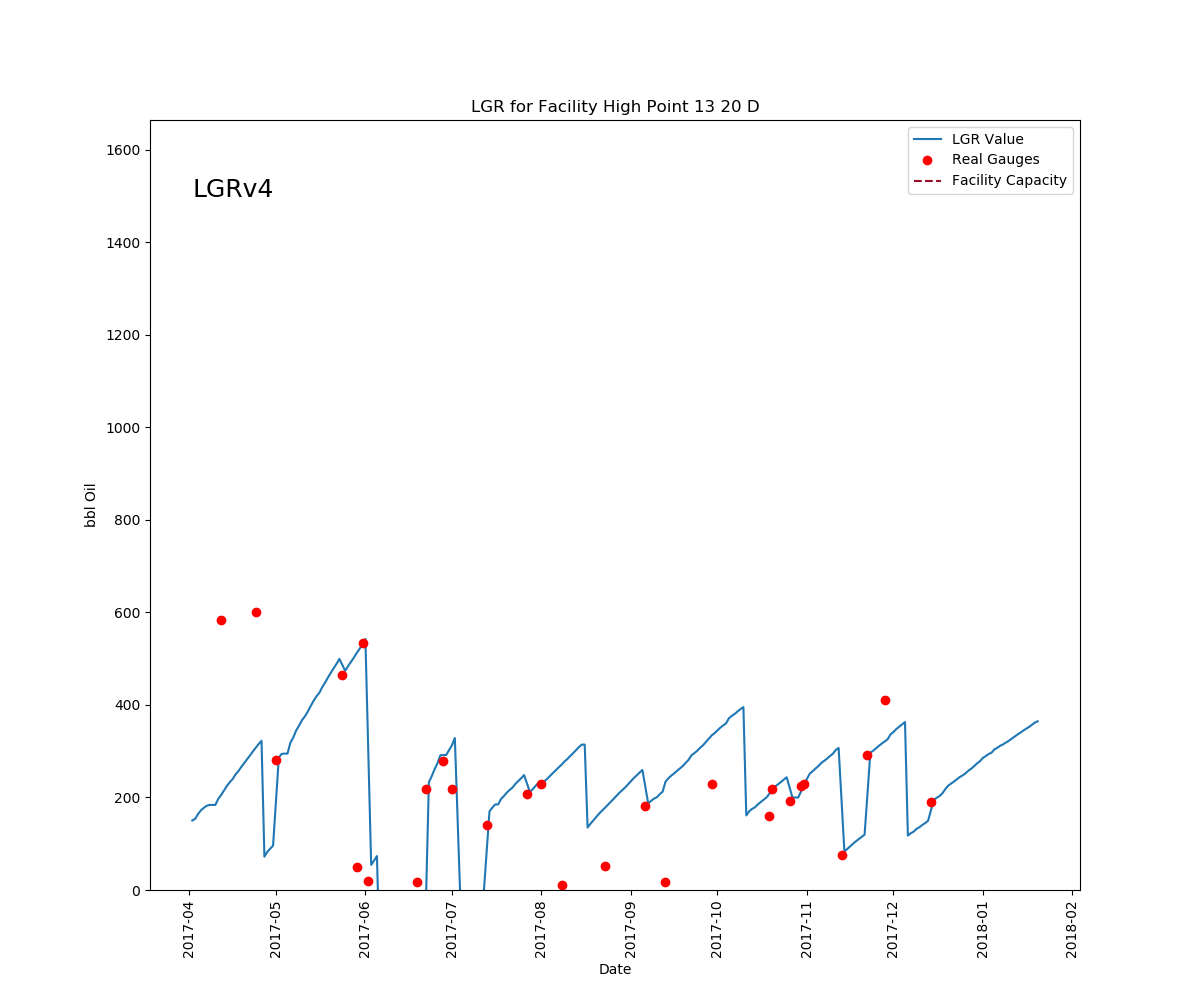 LGR for Facility High Point 13 20 D
LGR Value
Real Gauges
Facility Capacity
LGRv4
1600
1400
1200
1000
800
600
400
200
0
bbl Oil
2017-04
2017-05
2017-06
2017-07
2017-08
2017-09
2017-10
2017-11
2017-12
2018-01
2018-02
Date